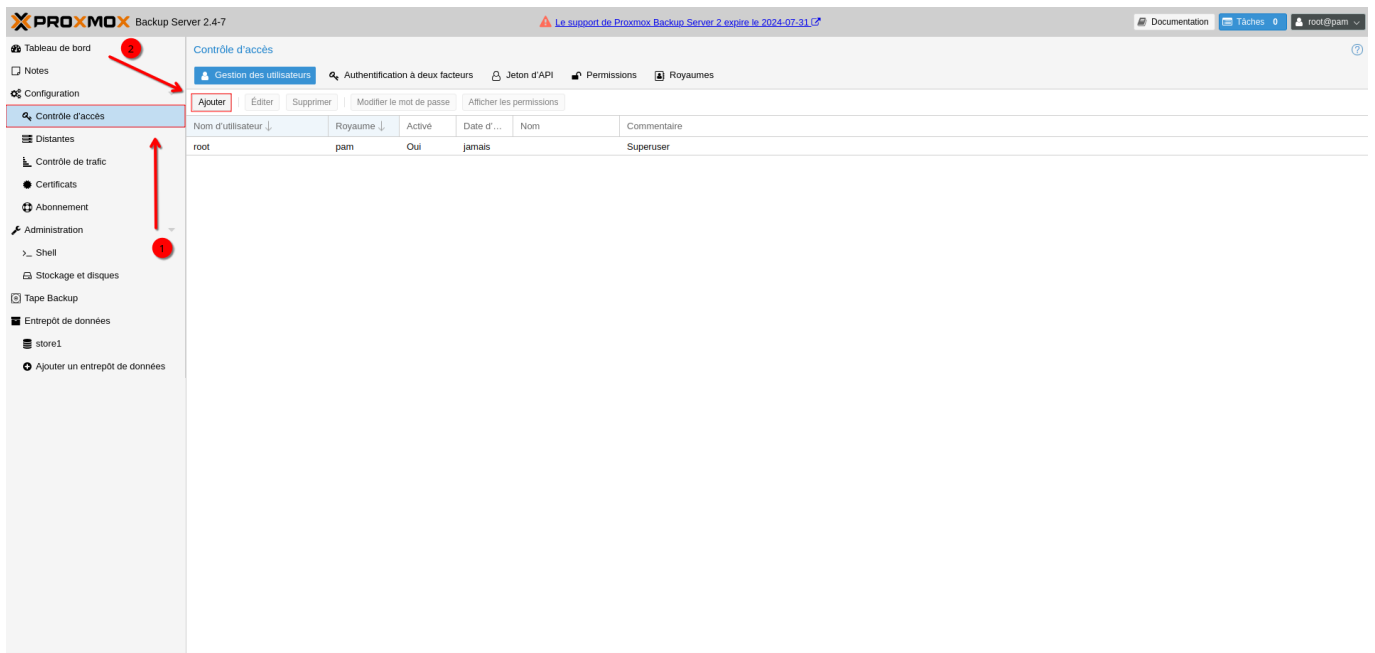 PROXMOX Backup Server 2.4-7
Le support de Proxmox Backup Server 2 expire le 2024-07-31
Documentation
Tâches 0
root@pam
Tableau de bord
2
Notes
Configuration
Contrôle d'accès
Distantes
Contrôle de trafic
Certificats
Abonnement
Administration
1
>_ Shell
Stockage et disques
Tape Backup
Entrepôt de données
store1
Ajouter un entrepôt de données
Contrôle d'accès
Gestion des utilisateurs Authentification à deux facteurs Jeton d'API Permissions Royaumes
Ajouter Éditer Supprimer Modifier le mot de passe Afficher les permissions
Nom d'utilisateur ↓ Royaume ↓ Activé Date d'... Nom Commentaire
root pam Oui jamais Superuser